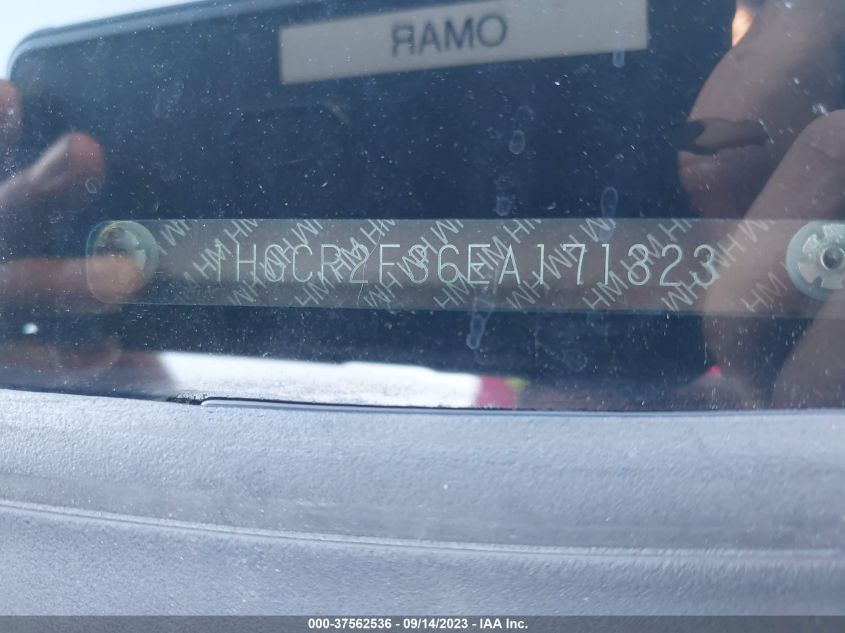 OMAR
1HGCR2F86EA171823
000-37562536 - 09/14/2023 - IAA Inc.